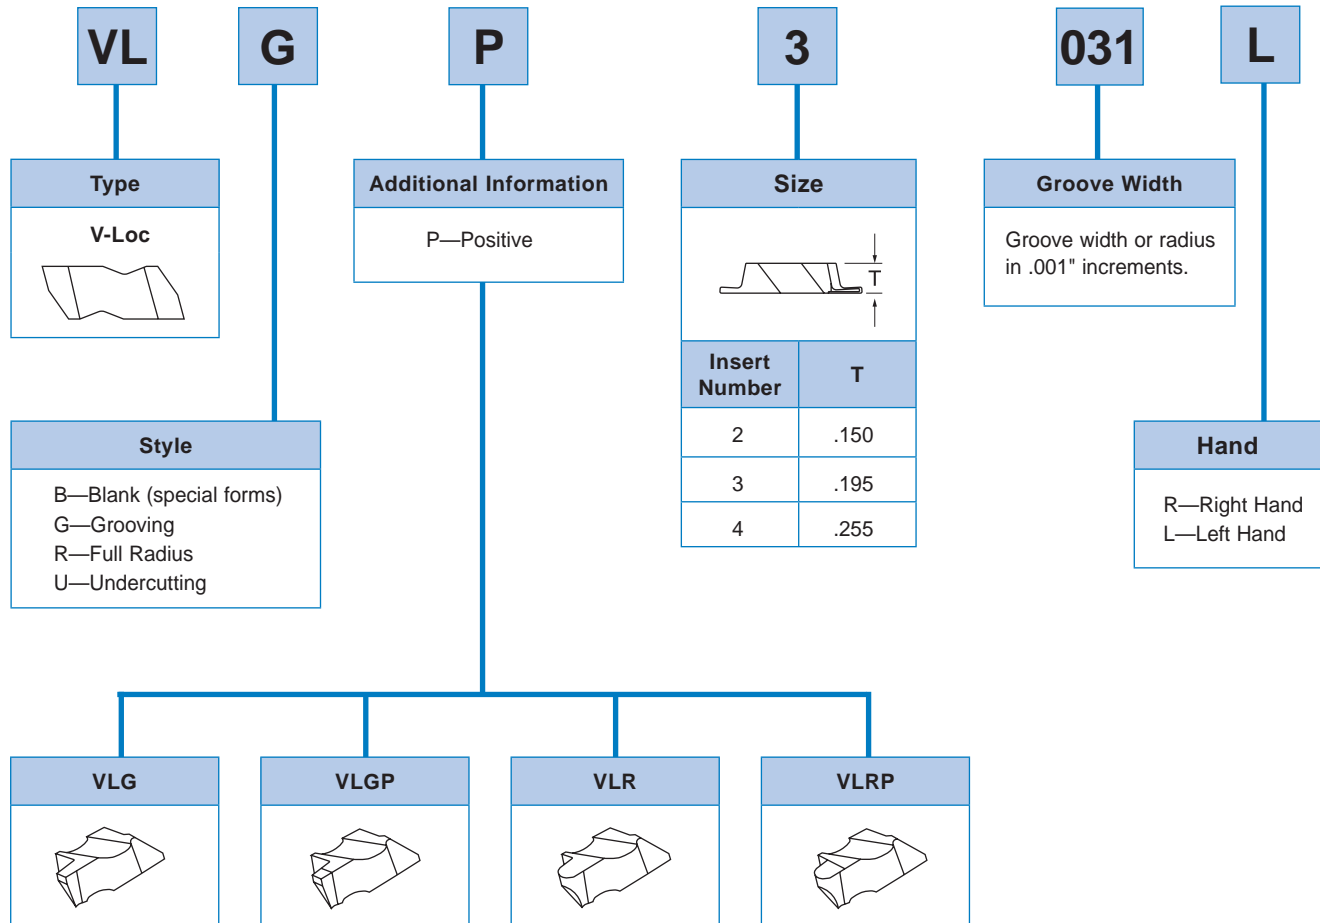 VL G P 3 031 L
Type
V-Loc
Additional Information
P—Positive
Size
T
Insert
Number
T
2 .150
3 .195
4 .255
Groove Width
Groove width or radius
in .001" increments.
Style
B—Blank (special forms)
G—Grooving
R—Full Radius
U—Undercutting
Hand
R—Right Hand
L—Left Hand
VLG VLGP VLR VLRP